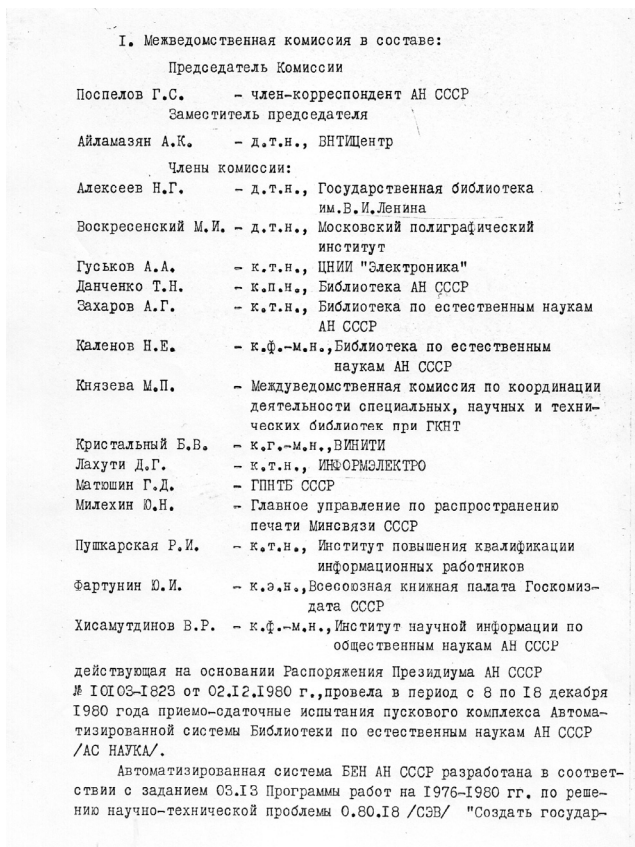 I. Межведомственная комиссия в составе:
Председатель Комиссии
Поспелов Г.С. - член-корреспондент АН СССР
Заместитель председателя
Айламазян А.К. - д.т.н., ВНТИЦентр
Члены комиссии:
Алексеев Н.Г. - д.т.н., Государственная библиотека
им.В.И.Ленина
Воскресенский М.И. - д.т.н., Московский полиграфический
институт
Гуськов А.А. - к.т.н., ЦНИИ "Электроника"
Данченко Т.Н. - к.п.н., Библиотека АН СССР
Захаров А.Г. - к.т.н., Библиотека по естественным наукам
АН СССР
Каленов Н.Е. - к.ф.-м.н.,Библиотека по естественным
наукам АН СССР
Князева М.П. - Междуведомственная комиссия по координации
деятельности специальных, научных и техни-
ческих библиотек при ГКНТ
Кристальный Б.В. - к.г.-м.н.,ВИНИТИ
Лахути Д.Г. - к.т.н., ИНФОРМЭЛЕКТРО
Матюшин Г.Д. - ГПНТБ СССР
Милехин Ю.Н. - Главное управление по распространению
печати Минсвязи СССР
Пушкарская Р.И. - к.т.н., Институт повышения квалификации
информационных работников
Фартунин Ю.И. - к.э.н.,Всесоюзная книжная палата Госкомиз-
дата СССР
Хисамутдинов В.Р. - к.ф.-м.н.,Институт научной информации по
общественным наукам АН СССР
действующая на основании Распоряжения Президиума АН СССР
№ 10103-1823 от 02.12.1980 г.,провела в период с 8 по 18 декабря
1980 года приемо-сдаточные испытания пускового комплекса Автома-
тизированной системы Библиотеки по естественным наукам АН СССР
/АС НАУКА/.
Автоматизированная система БЕН АН СССР разработана в соответ-
ствии с заданием 03.13 Программы работ на 1976-1980 гг. по реше-
нию научно-технической проблемы 0.80.18 /СЭВ/ "Создать государ-